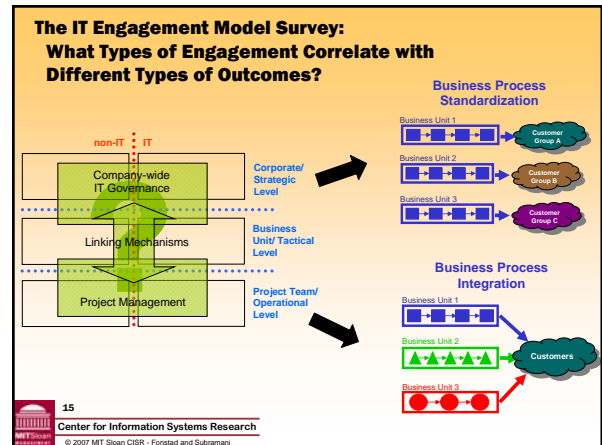 The IT Engagement Model Survey:
What Types of Engagement Correlate with
Different Types of Outcomes?
non-IT
IT
Company-wide
IT Governance
Linking Mechanisms
Project Management
Corporate/
Strategic
Level
Business
Unit/ Tactical
Level
Project Team/
Operational
Level
Business Process
Standardization
Business Unit 1
Customer
Group A
Business Unit 2
Customer
Group B
Business Unit 3
Customer
Group C
Business Process
Integration
Business Unit 1
Business Unit 2
Business Unit 3
Customers
?
15
MITSloan
MANAGEMENT
Center for Information Systems Research
© 2007 MIT Sloan CISR - Fonstad and Subramani